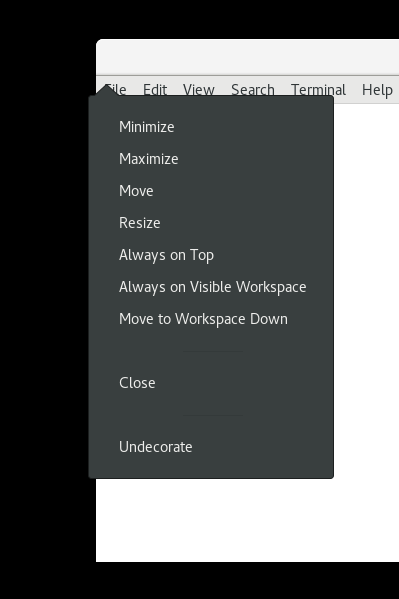 File Edit View Search Terminal Help
Minimize
Maximize
Move
Resize
Always on Top
Always on Visible Workspace
Move to Workspace Down
Close
Undecorate